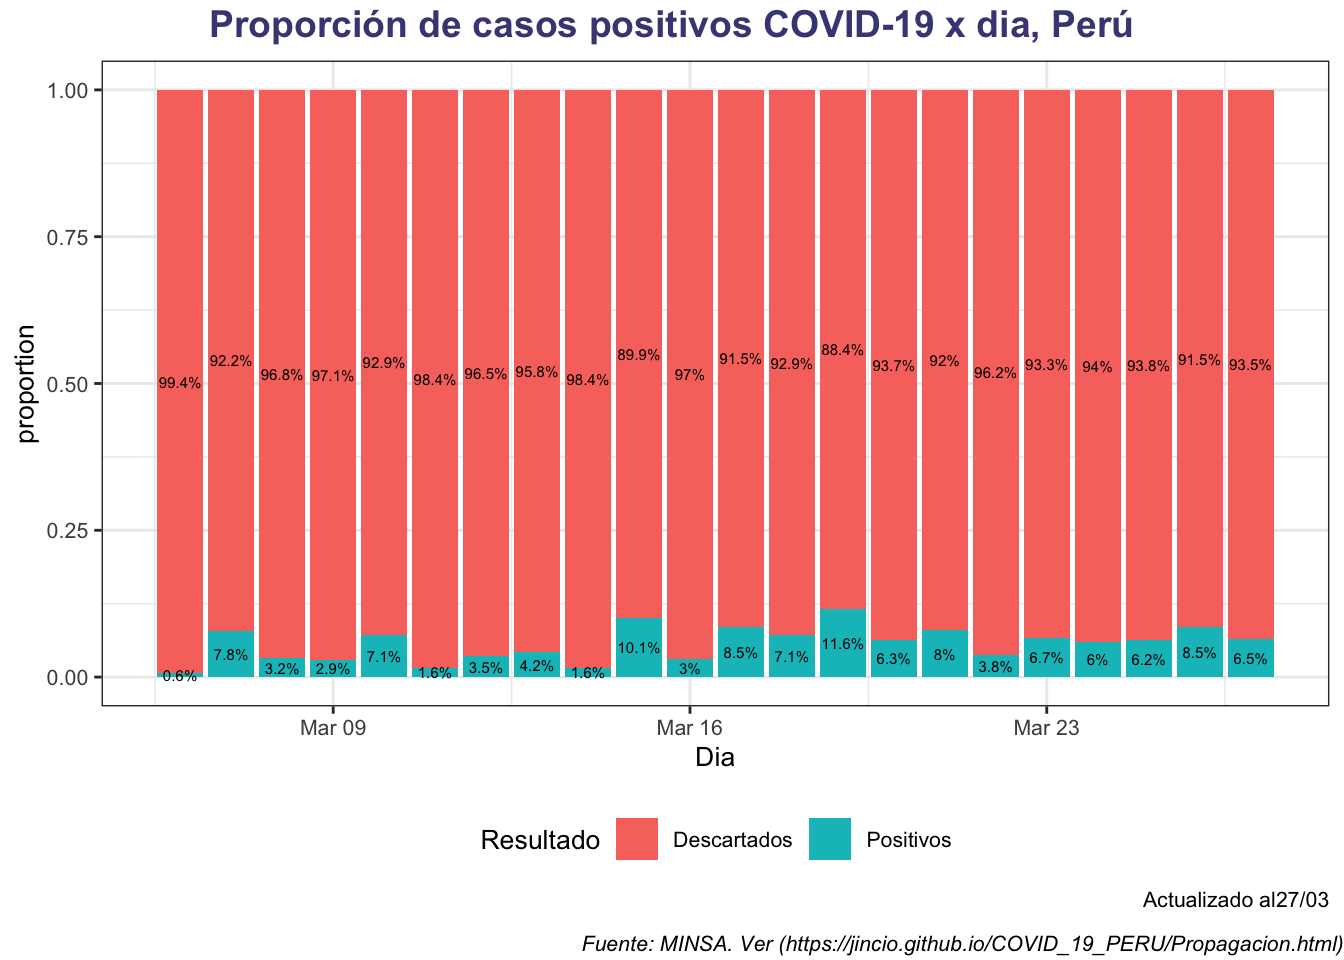 Proporción de casos positivos COVID-19 x dia, Perú
1.00
0.75
0.50
0.25
0.00
proportion
99.4% 92.2% 96.8% 97.1% 92.9% 98.4% 96.5% 95.8% 98.4% 89.9% 97% 91.5% 92.9% 88.4% 93.7% 92% 96.2% 93.3% 94% 93.8% 91.5% 93.5%
0.6% 7.8% 3.2% 2.9% 7.1% 1.6% 3.5% 4.2% 1.6% 10.1% 3% 8.5% 7.1% 11.6% 6.3% 8% 3.8% 6.7% 6% 6.2% 8.5% 6.5%
Mar 09 Mar 16 Mar 23
Dia
Resultado Descartados Positivos
Actualizado al27/03
Fuente: MINSA. Ver (https://jincio.github.io/COVID_19_PERU/Propagacion.html)